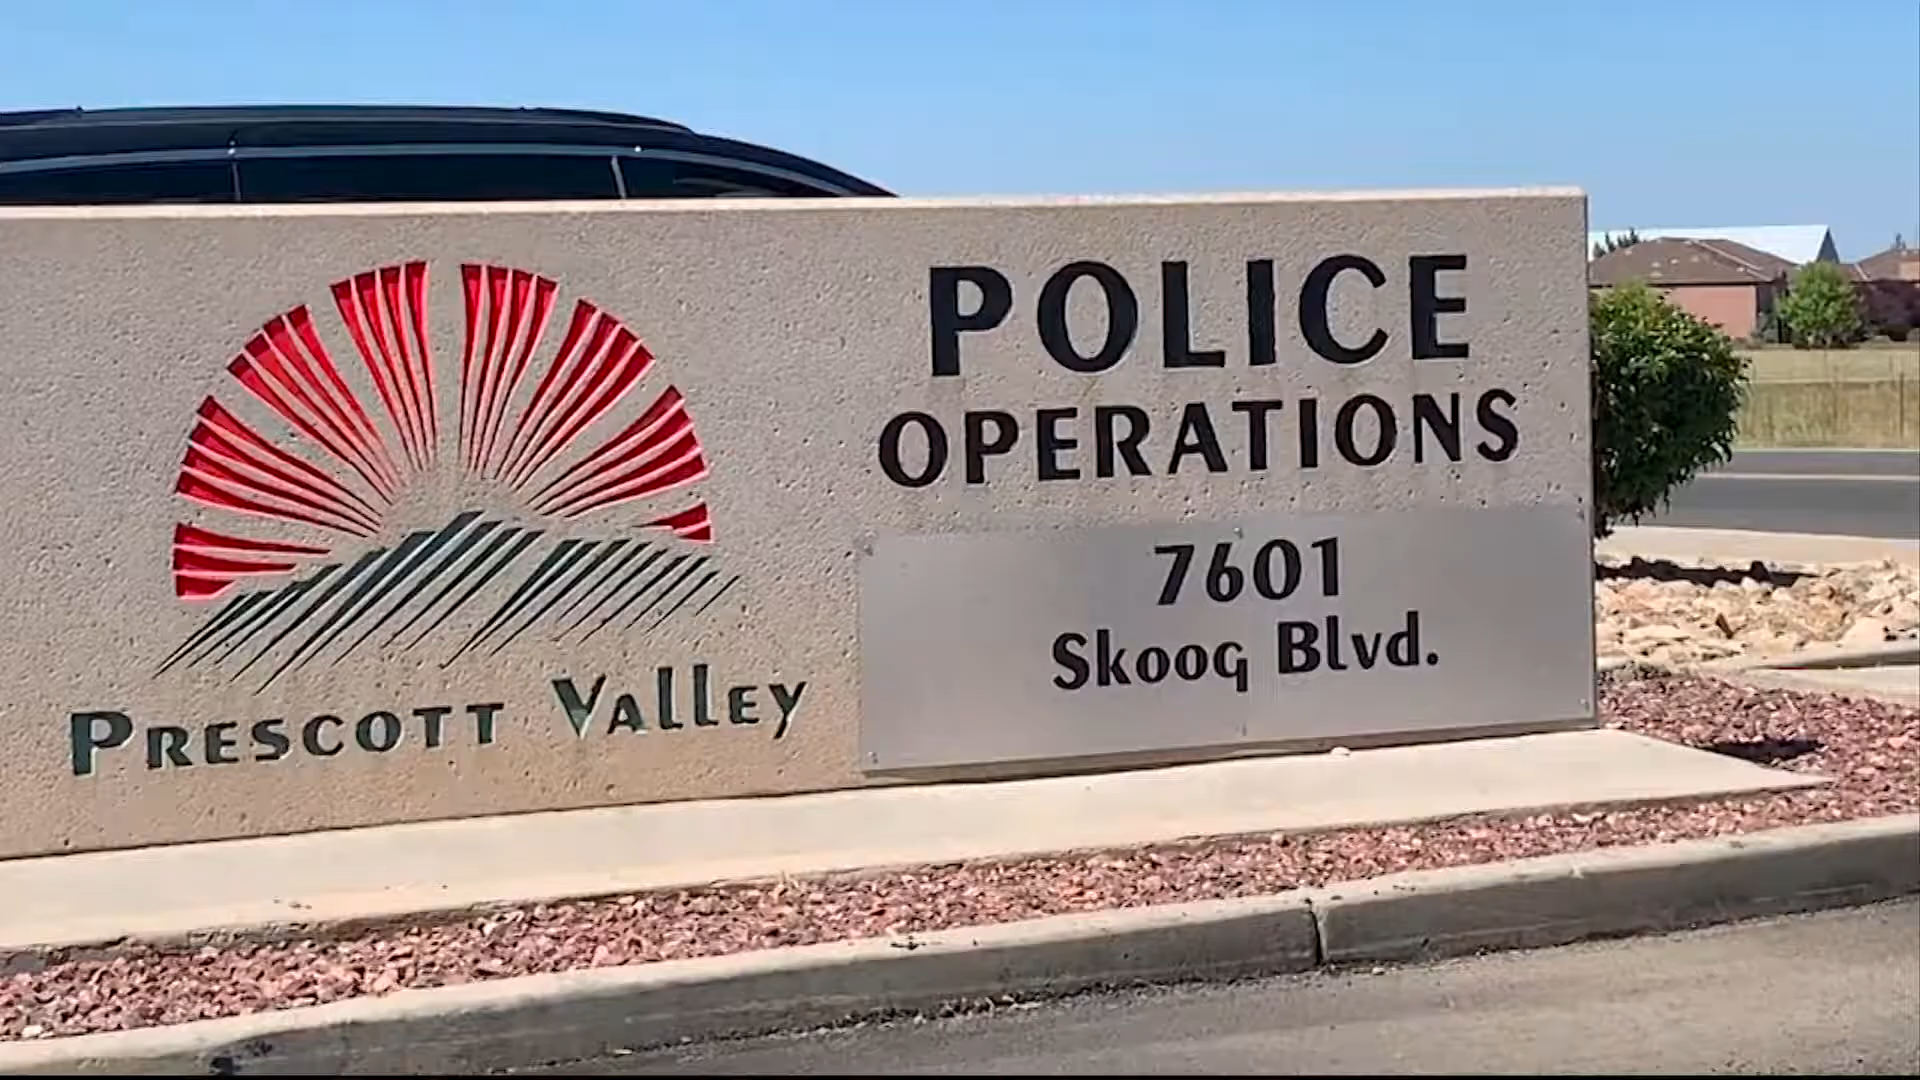 POLICE
OPERATIONS
7601
Skoog Blvd.
PRESCOTT VALLEY